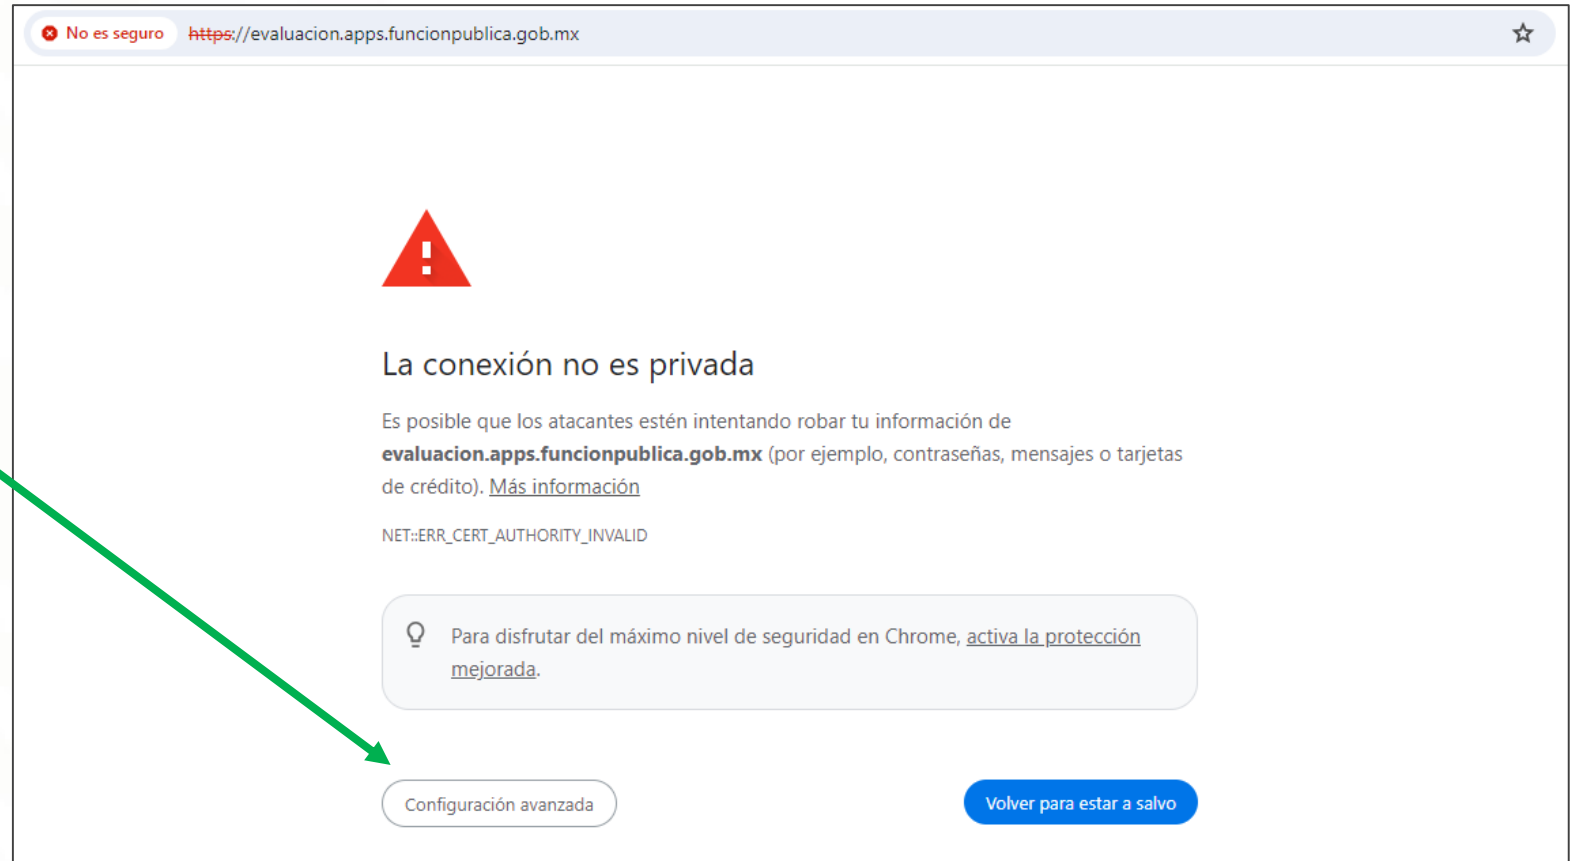 No es seguro https://evaluacion.apps.funcionpublica.gob.mx
La conexión no es privada
Es posible que los atacantes estén intentando robar tu información de
evaluacion.apps.funcionpublica.gob.mx (por ejemplo, contraseñas, mensajes o tarjetas
de crédito). Más información
NET::ERR_CERT_AUTHORITY_INVALID
Para disfrutar del máximo nivel de seguridad en Chrome, activa la protección
mejorada.
Configuración avanzada
Volver para estar a salvo